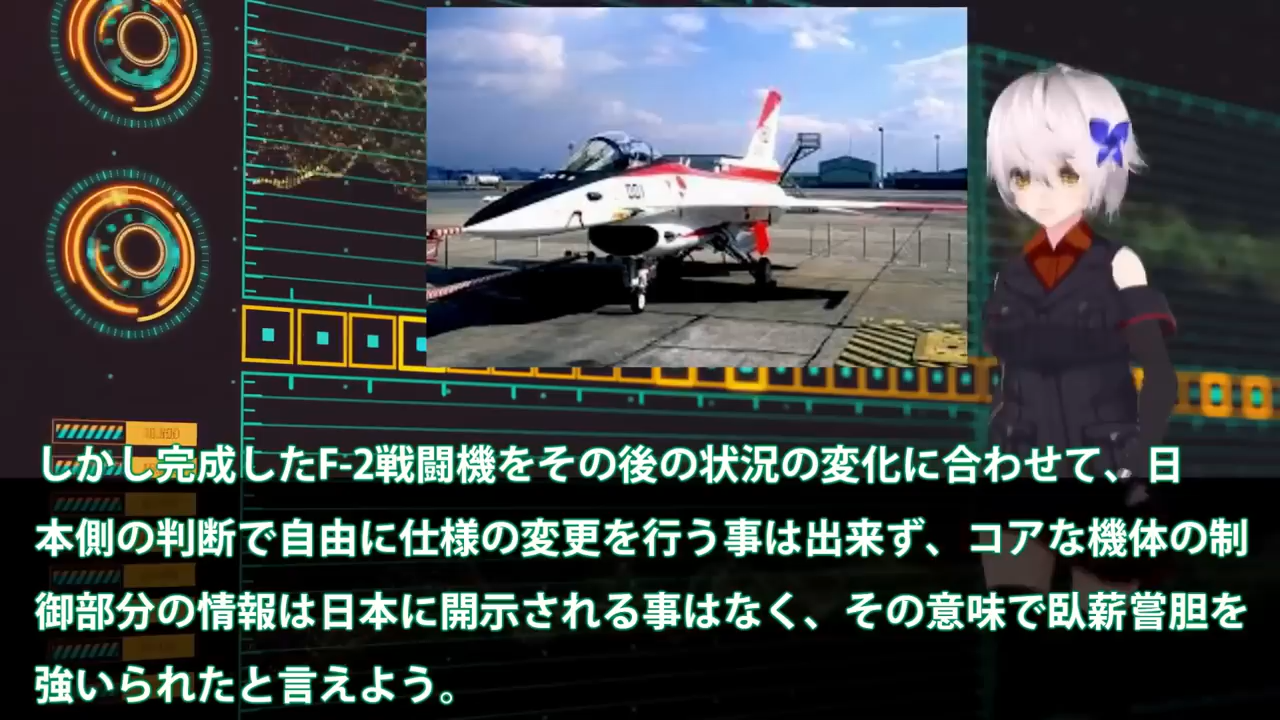 001
しかし完成したF-2戦闘機をその後の状況の変化に合わせて、日
本側の判断で自由に仕様の変更を行う事は出来ず、コアな機体の制
御部分の情報は日本に開示される事はなく、その意味で臥薪嘗胆を
強いられたと言えよう。